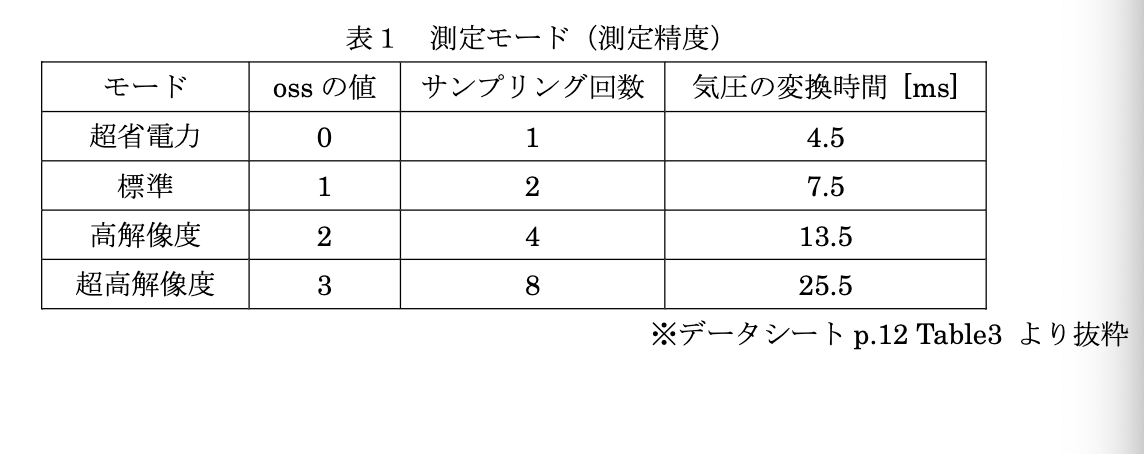 表１　測定モード（測定精度）
モード oss の値 サンプリング回数 気圧の変換時間 [ms]
超省電力 0 1 4.5
標準 1 2 7.5
高解像度 2 4 13.5
超高解像度 3 8 25.5
※データシート p.12 Table3 より抜粋